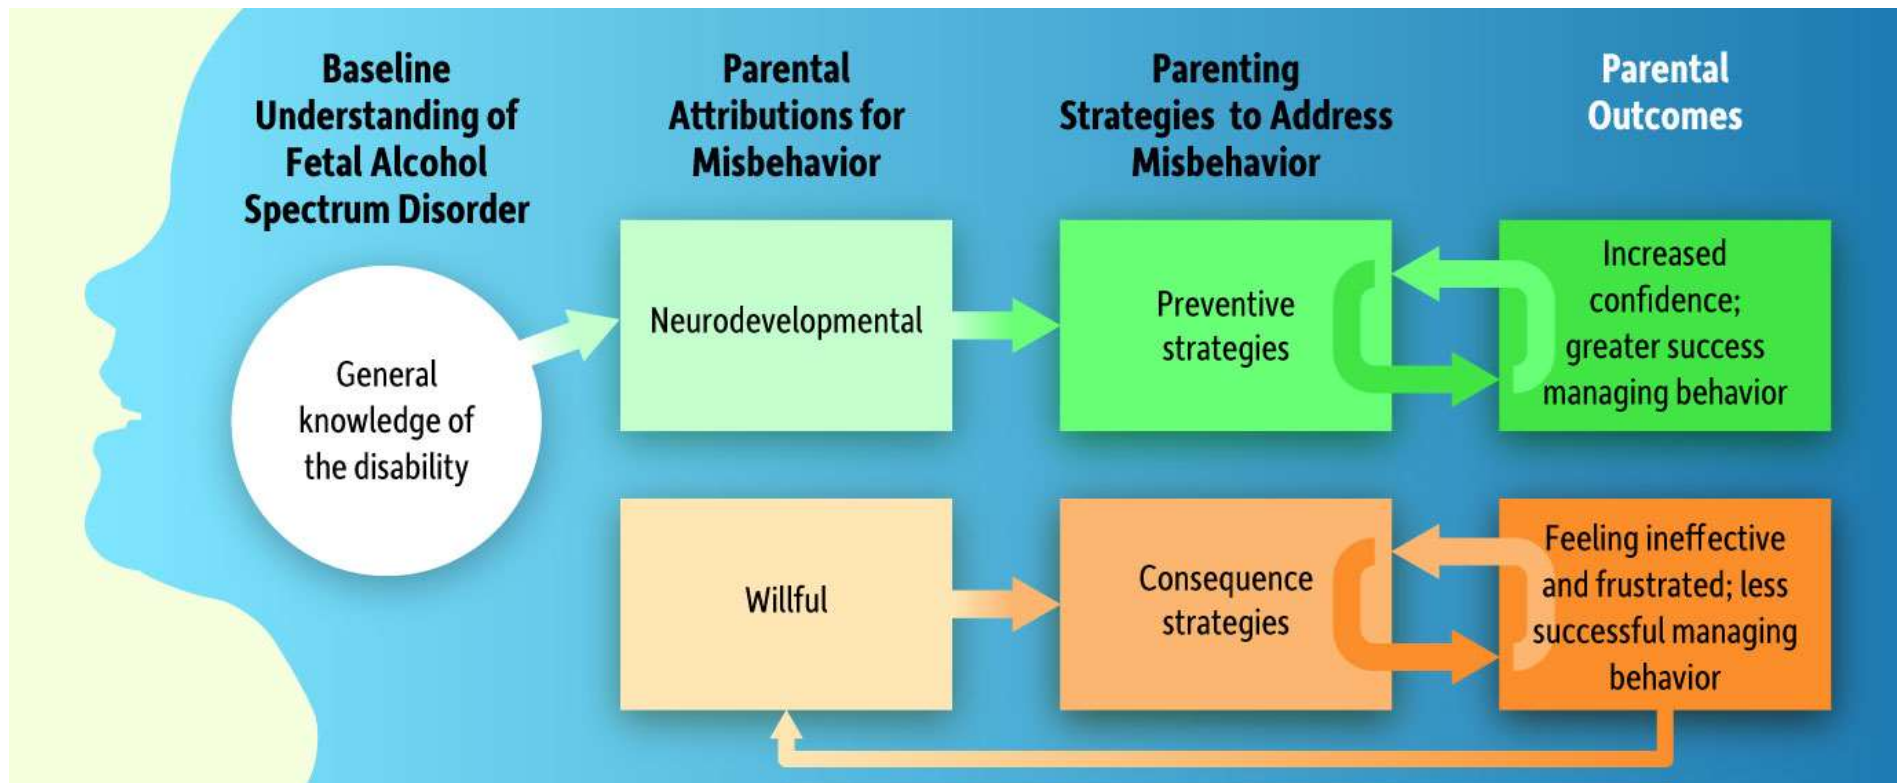 Baseline
Understanding of
Fetal Alcohol
Spectrum Disorder
Parental
Attributions for
Misbehavior
Parenting
Strategies to Address
Misbehavior
Parental
Outcomes
General
knowledge of
the disability
Neurodevelopmental
Preventive
strategies
Increased
confidence;
greater success
managing behavior
Willful
Consequence
strategies
Feeling ineffective
and frustrated; less
successful managing
behavior